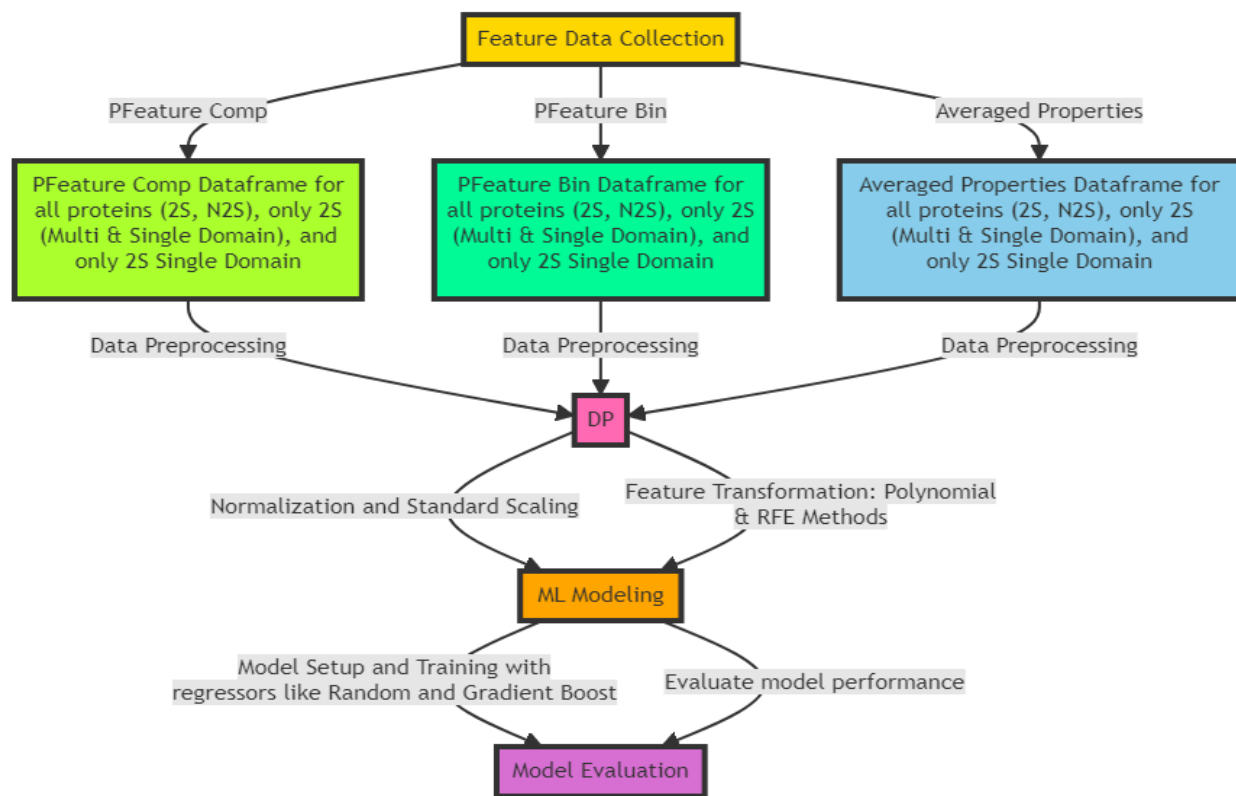 Feature Data Collection
PFeature Comp
PFeature Bin
Averaged Properties
PFeature Comp Dataframe for
all proteins (2S, N2S), only 2S
(Multi & Single Domain), and
only 2S Single Domain
PFeature Bin Dataframe for
all proteins (2S, N2S), only 2S
(Multi & Single Domain), and
only 2S Single Domain
Averaged Properties Dataframe for
all proteins (2S, N2S), only 2S
(Multi & Single Domain), and
only 2S Single Domain
Data Preprocessing
Data Preprocessing
Data Preprocessing
DP
Normalization and Standard Scaling
Feature Transformation: Polynomial
& RFE Methods
ML Modeling
Model Setup and Training with
regressors like Random and Gradient Boost
Evaluate model performance
Model Evaluation